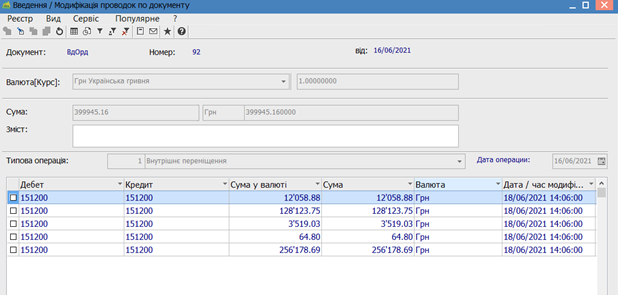 Введення / Модифікація проводок по документу
Реєстр Вид Сервіс Популярне ?
Документ: ВдОрд Номер: 92 від: 16/06/2021
Валюта[Курс]: Грн Українська гривня 1.00000000
Сума: 399945.16 Грн 399945.160000
Зміст:
Типова операція: 1 Внутрішнє переміщення Дата операции: 16/06/2021
Дебет Кредит Сума у валюті Сума Валюта Дата / час модифі...
151200 151200 12'058.88 12'058.88 Грн 18/06/2021 14:06:00
151200 151200 128'123.75 128'123.75 Грн 18/06/2021 14:06:00
151200 151200 3'519.03 3'519.03 Грн 18/06/2021 14:06:00
151200 151200 64.80 64.80 Грн 18/06/2021 14:06:00
151200 151200 256'178.69 256'178.69 Грн 18/06/2021 14:06:00